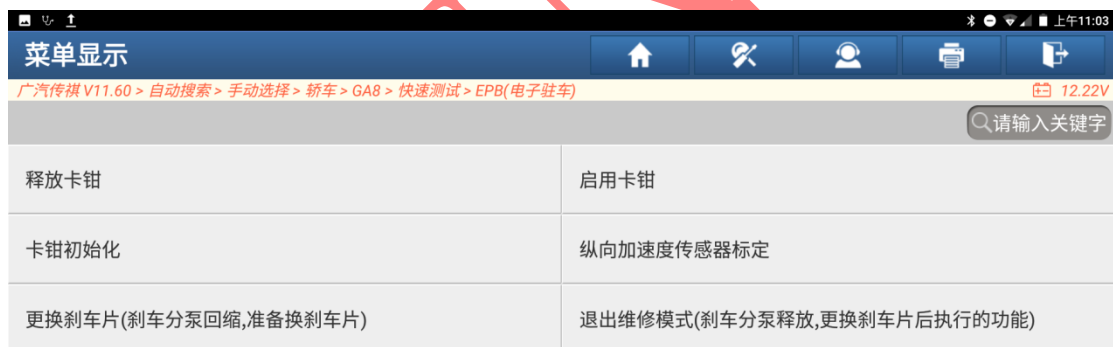 上午11:03
菜单显示
广汽传祺 V11.60 > 自动搜索 > 手动选择 > 轿车 > GA8 > 快速测试 > EPB(电子驻车)
12.22V
请输入关键字
释放卡钳
启用卡钳
卡钳初始化
纵向加速度传感器标定
更换刹车片(刹车分泵回缩,准备换刹车片)
退出维修模式(刹车分泵释放,更换刹车片后执行的功能)